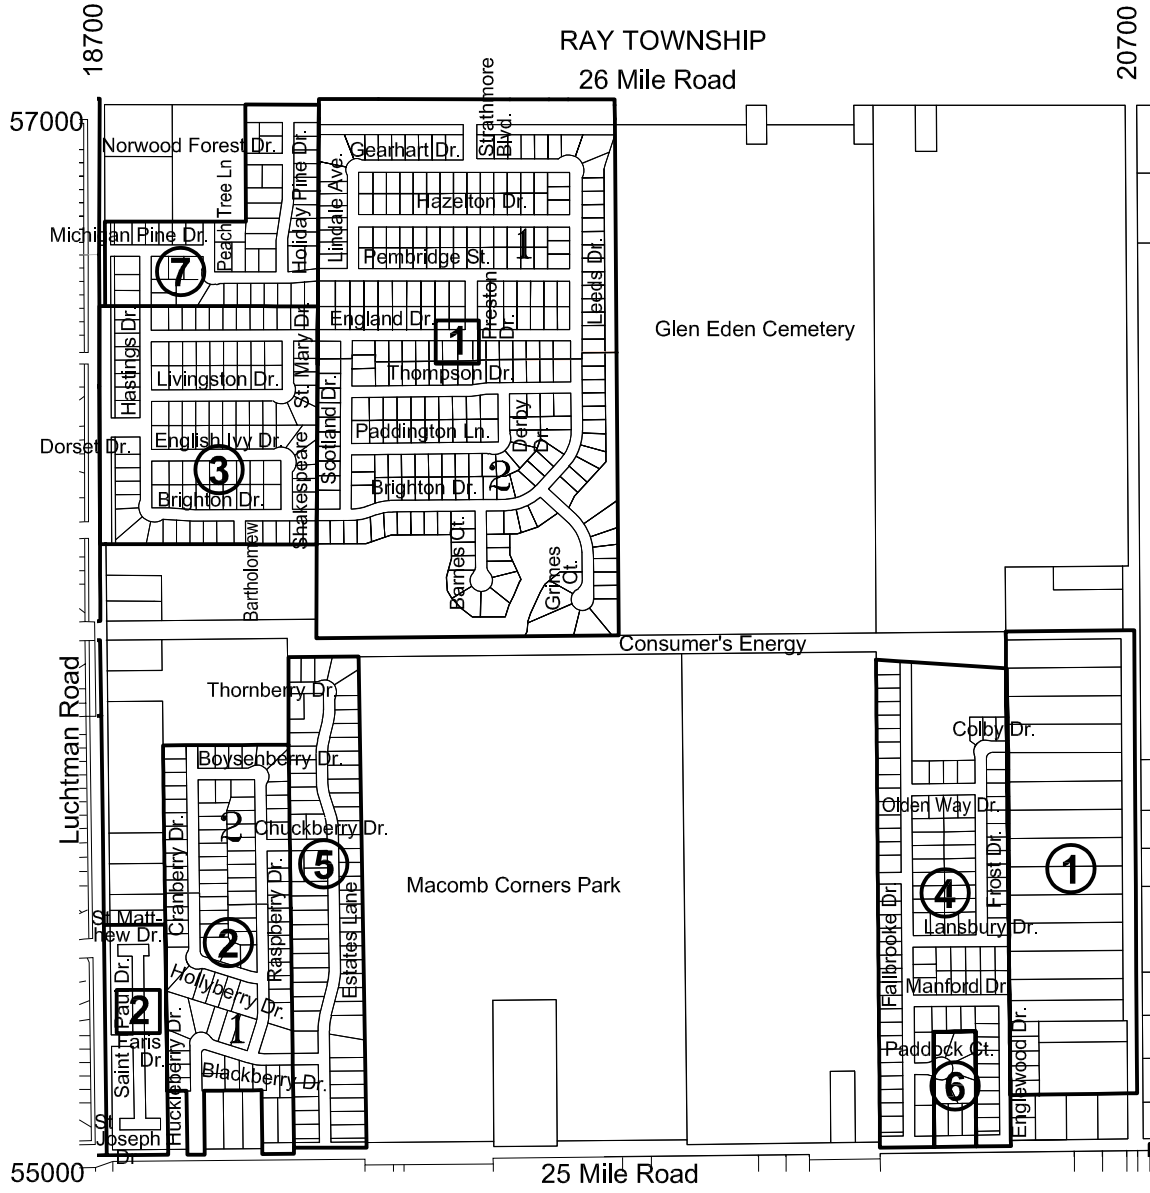 RAY TOWNSHIP
26 Mile Road
18700
20700
57000
Norwood Forest Dr.
Peach Tree Ln
Holiday Pine Dr.
Lindale Ave.
Gearhart Dr.
Strathmore
Blvd.
Hazelton Dr.
Michigan Pine Dr.
Pembridge St.
1
Leeds Dr.
7
Preston
Dr.
England Dr.
1
Glen Eden Cemetery
Hastings Dr.
St. Mary Dr.
Livingston Dr.
Thompson Dr.
Scotland Dr.
Dorset Dr.
English Ivy Dr.
Paddington Ln.
Derby
Dr.
3
Shakespeare
Brighton Dr.
Brighton Dr.
2
Bartholomew
Barnes Ct.
Grimes
Ct.
Consumer's Energy
Luchtman Road
Thornberry Dr
Boysenberry Dr.
2
Chuckberry Dr.
5
Cranberry Dr.
Raspberry Dr.
Estates Lane
Macomb Corners Park
Colby Dr.
Olden Way Dr.
Frost Dr.
4
1
Fallbrooke Dr
Lansbury Dr.
Manford Dr
St Matt-
hew Dr.
2
Hollyberry Dr.
1
Saint Paul Dr.
2
Faris
Dr.
Huckleberry Dr.
Blackberry Dr.
Paddock Ct.
6
Englewood Dr.
St
Joseph
Dr
55000
25 Mile Road